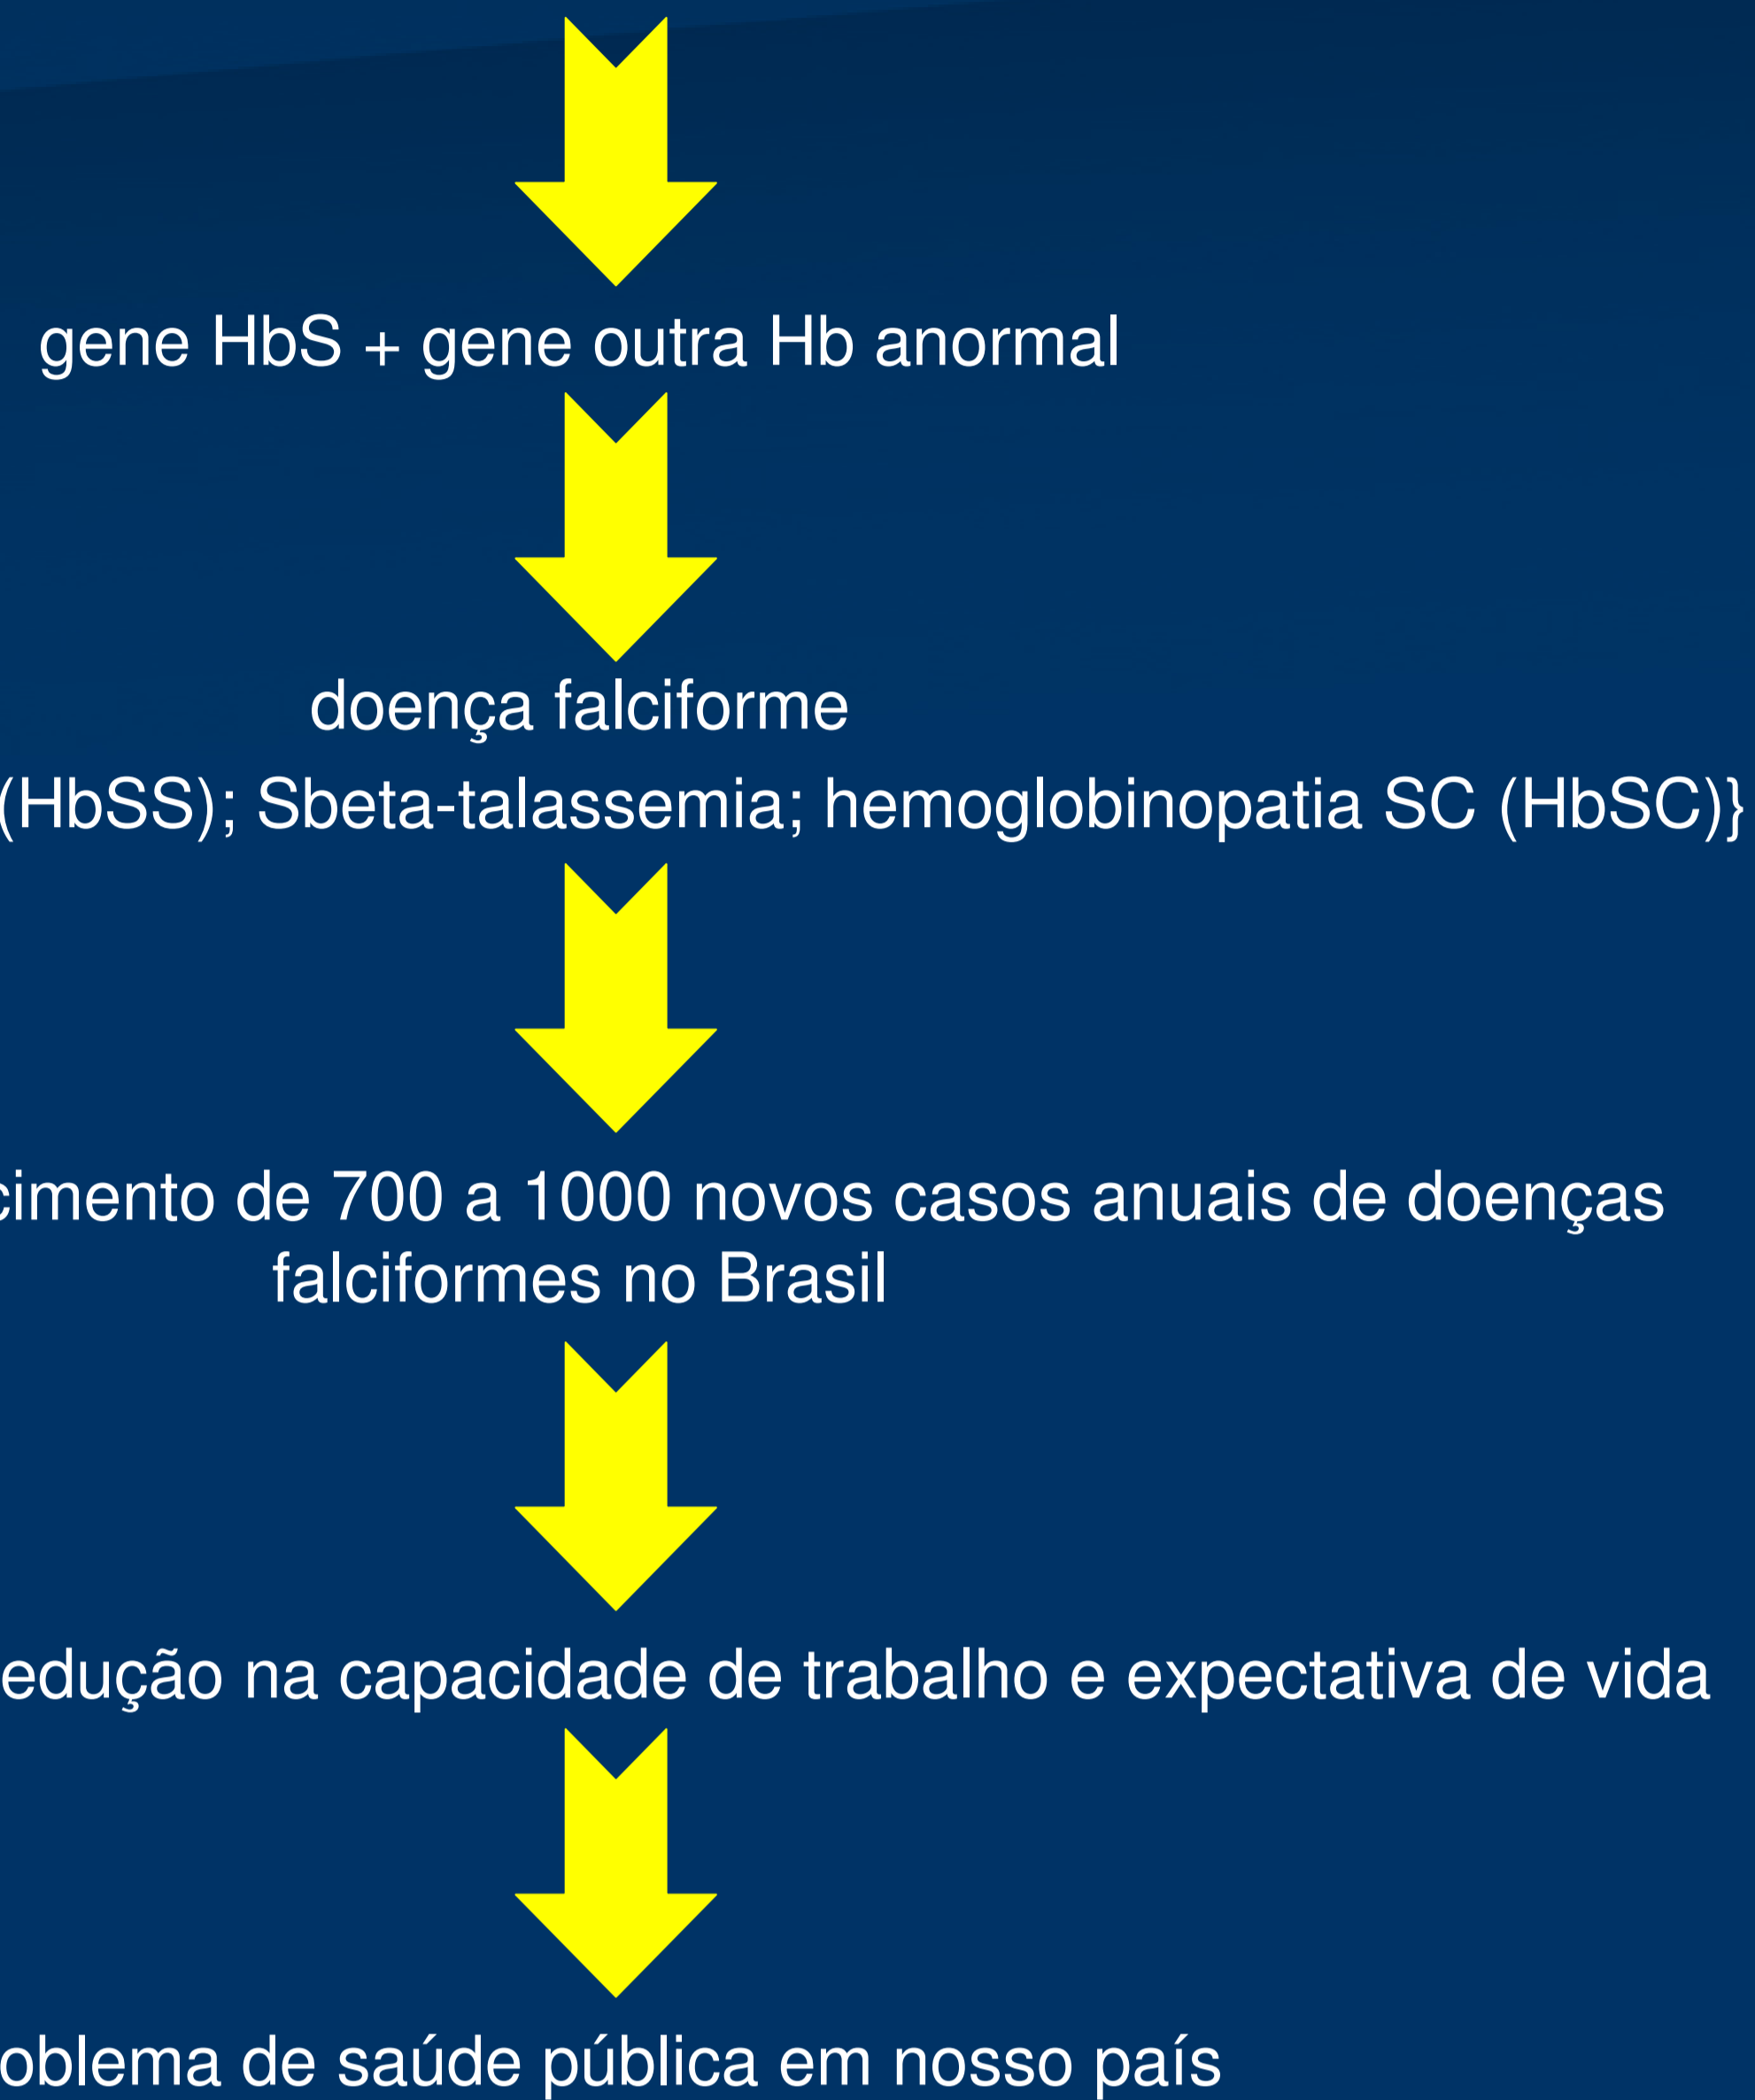 gene HbS + gene outra Hb anormal
doença falciforme
(HbSS); Sbeta-talassemia; hemoglobinopatia SC (HbSC)}
cimento de 700 a 1000 novos casos anuais de doenças
falciformes no Brasil
edução na capacidade de trabalho e expectativa de vida
oblema de saúde pública em nosso país